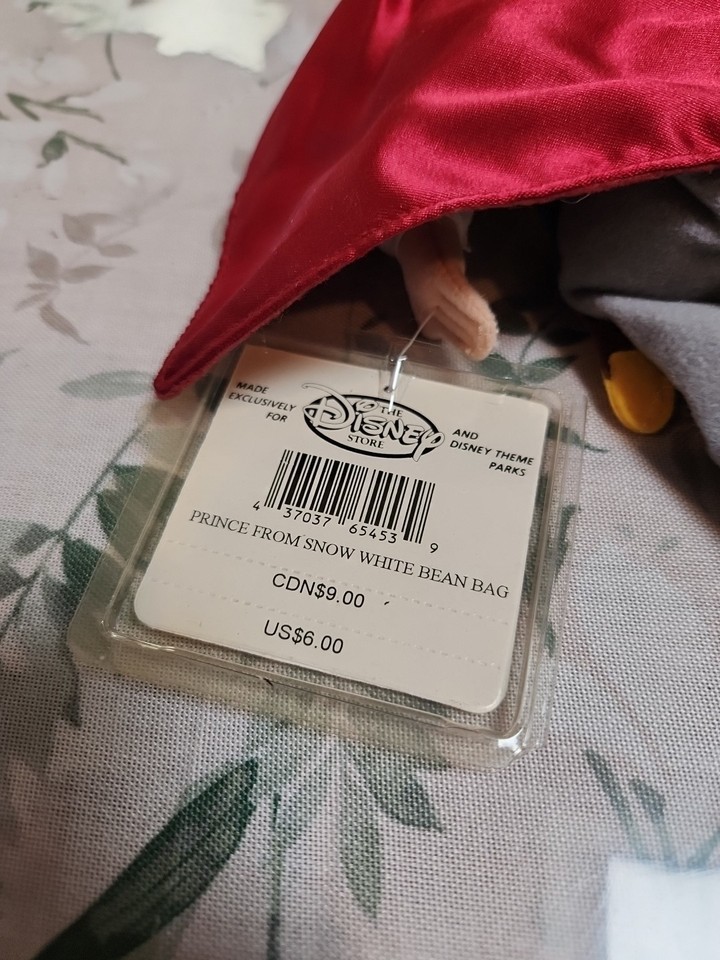 MADE
EXCLUSIVELY
FOR
THE
DISNEY
STORE
AND
DISNEY THEME
PARKS
4 37037 65453 9
PRINCE FROM SNOW WHITE BEAN BAG
CDN$9.00
US$6.00